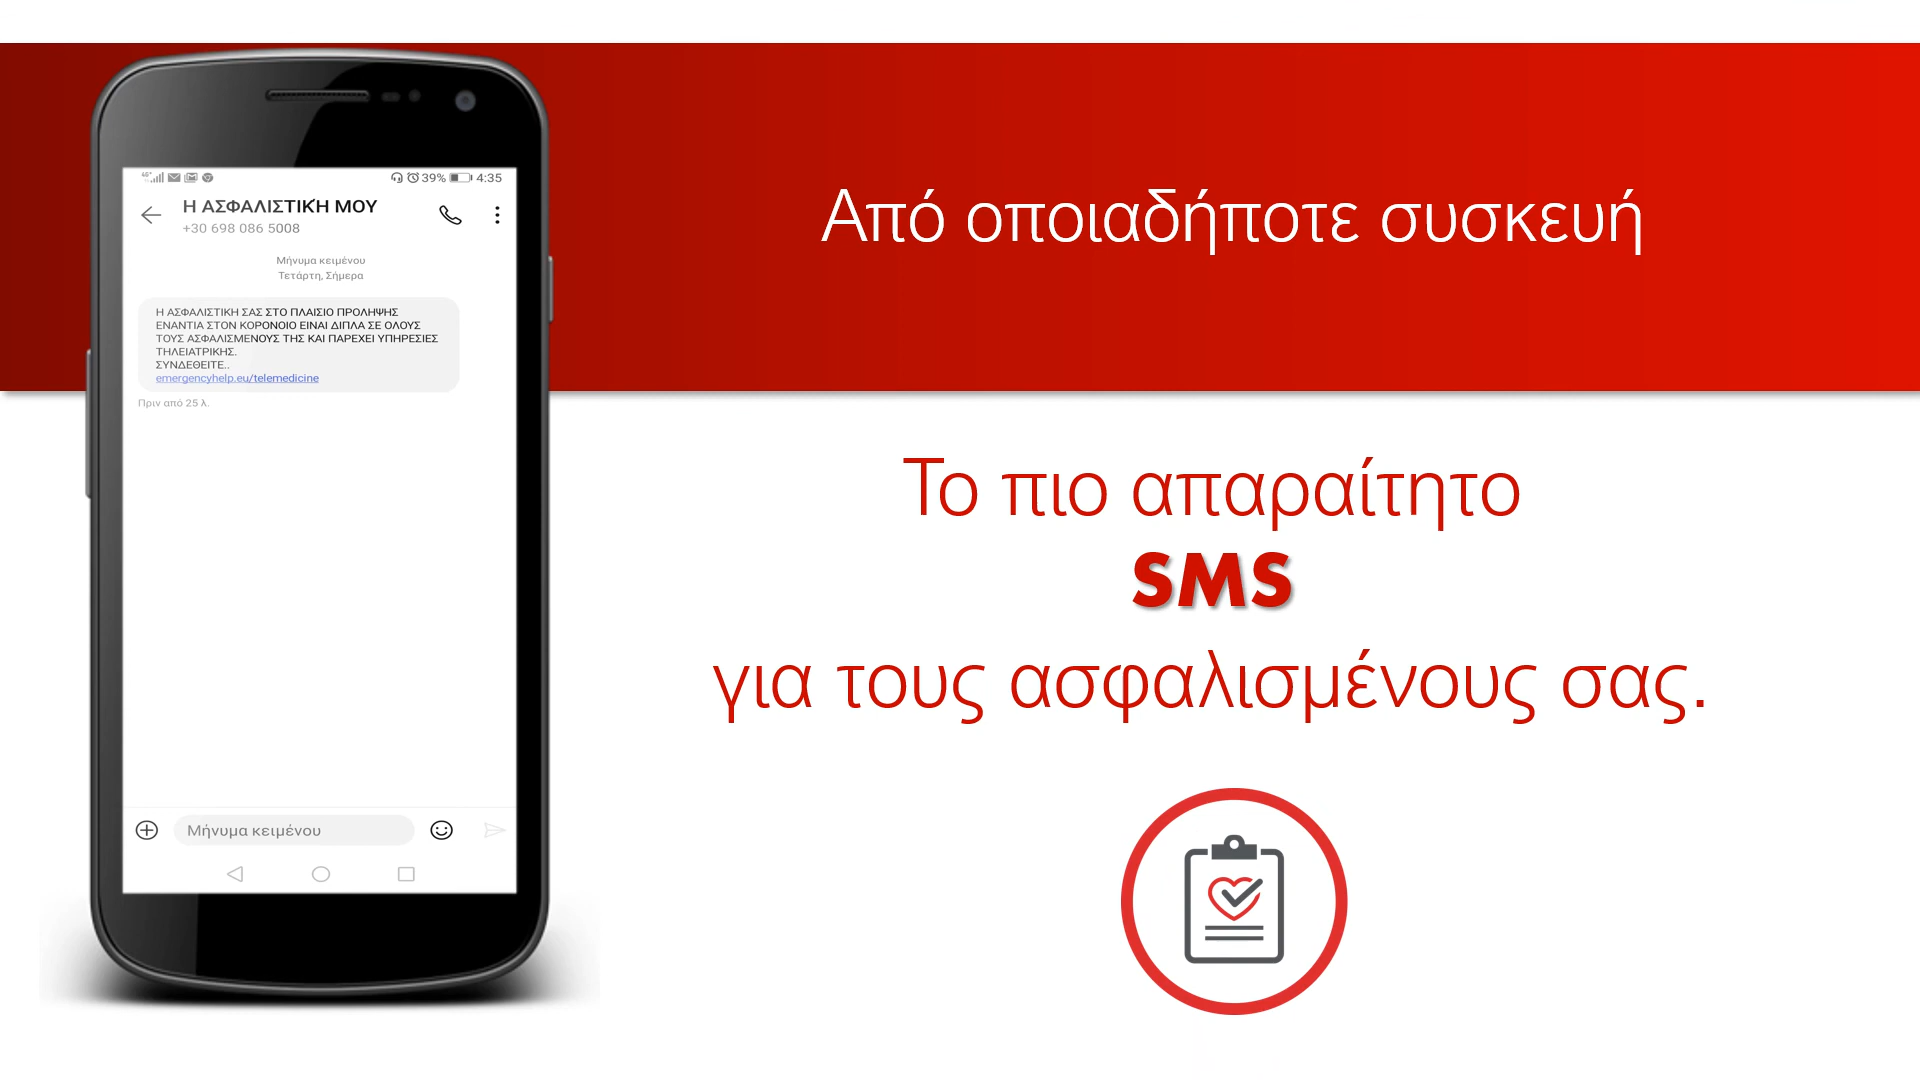 4G+
39%
4:35
Η ΑΣΦΑΛΙΣΤΙΚΉ ΜΟΥ
+30 698 086 5008
Μήνυμα κειμένου
Τετάρτη, Σήμερα
Η ΑΣΦΑΛΙΣΤΙΚΗ ΣΑΣ ΣΤΟ ΠΛΑΙΣΙΟ ΠΡΟΛΗΨΗΣ
ΕΝΑΝΤΙΑ ΣΤΟΝ ΚΟΡΟΝΟΙΟ ΕΙΝΑΙ ΔΙΠΛΑ ΣΕ ΟΛΟΥΣ
ΤΟΥΣ ΑΣΦΑΛΙΣΜΕΝΟΥΣ ΤΗΣ ΚΑΙ ΠΑΡΕΧΕΙ ΥΠΗΡΕΣΙΕΣ
ΤΗΛΕΙΑΤΡΙΚΗΣ.
ΣΥΝΔΕΘΕΙΤΕ..
emergencyhelp.eu/telemedicine
Πριν από 25 λ.
Μήνυμα κειμένου
Από οποιαδήποτε συσκευή
Το πιο απαραίτητο
SMS
για τους ασφαλισμένους σας.